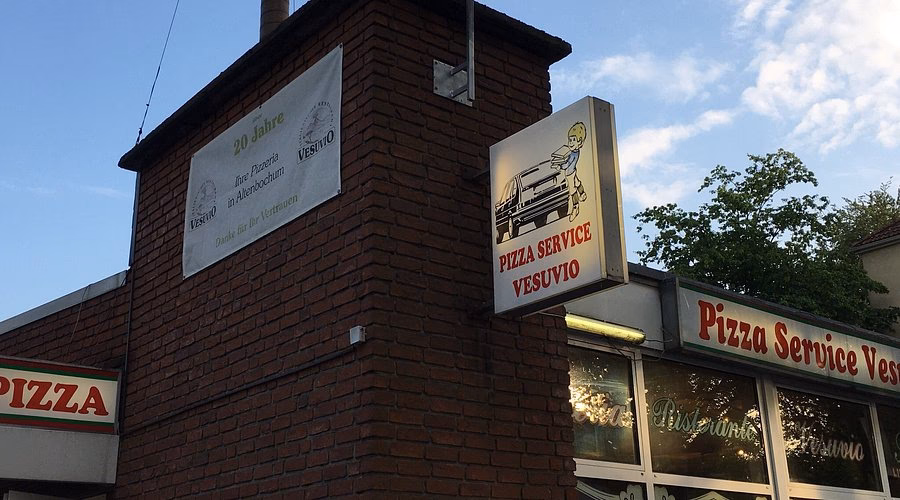 20 Jahre
Ihre Pizzeria
in Altenbochum
Danke für Ihr Vertrauen
VESUVIO
VESUVIO
PIZZA SERVICE
VESUVIO
PIZZA
Pizza Service Vesu
Ristorante
Vesuvio